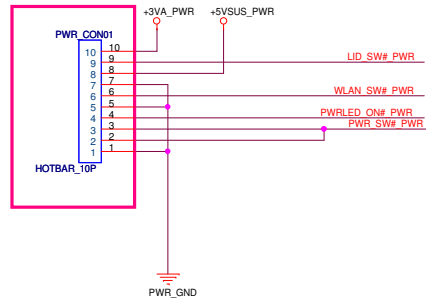 +3VA_PWR
+5VSUS_PWR
PWR_CON01
10 10
9 9
LID_SW#_PWR
8 8
7 7
6 6
WLAN_SW#_PWR
5 5
4 4
PWRLED_ON#_PWR
3 3
PWR_SW#_PWR
2 2
1 1
HOTBAR_10P
PWR_GND